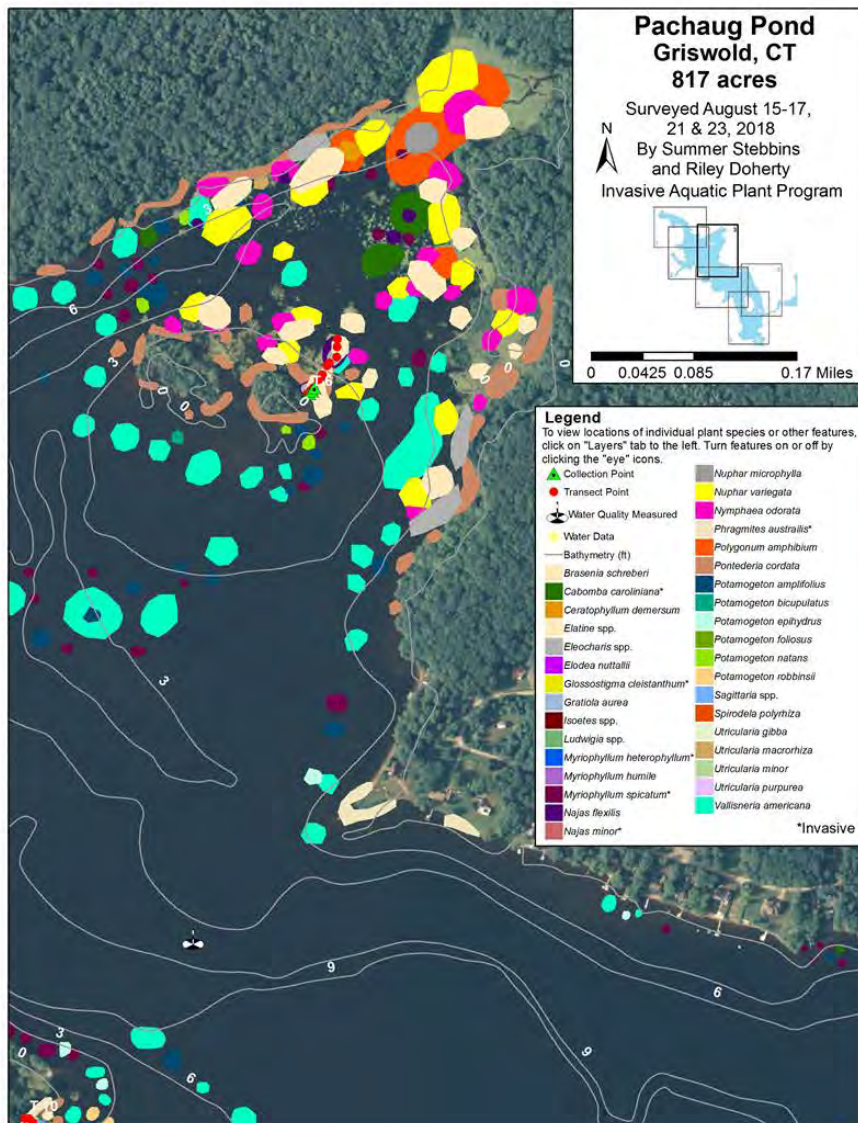 Pachaug Pond
Griswold, CT
817 acres
Surveyed August 15-17,
21 & 23, 2018
By Summer Stebbins
and Riley Doherty
Invasive Aquatic Plant Program
N
0 0.0425 0.085 0.17 Miles
Legend
To view locations of individual plant species or other features,
click on "Layers" tab to the left. Turn features on or off by
clicking the "eye" icons.
Collection Point
Transect Point
Water Quality Measured
Water Data
Bathymetry (ft)
Brasenia schreberi
Cabomba caroliniana*
Ceratophyllum demersum
Elatine spp.
Eleocharis spp.
Elodea nuttallii
Glossostigma cleistanthum*
Gratiola aurea
Isoetes spp.
Ludwigia spp.
Myriophyllum heterophyllum*
Myriophyllum humile
Myriophyllum spicatum*
Najas flexilis
Najas minor*
Nuphar microphylla
Nuphar variegata
Nymphaea odorata
Phragmites australis*
Polygonum amphibium
Pontederia cordata
Potamogeton amplifolius
Potamogeton bicupulatus
Potamogeton epihydrus
Potamogeton foliosus
Potamogeton natans
Potamogeton robbinsii
Sagittaria spp.
Spirodela polyrhiza
Utricularia gibba
Utricularia macrorhiza
Utricularia minor
Utricularia purpurea
Vallisneria americana
*Invasive
3
6
3
0
0
0
0
0
0
3
9
6
9
3
0
6